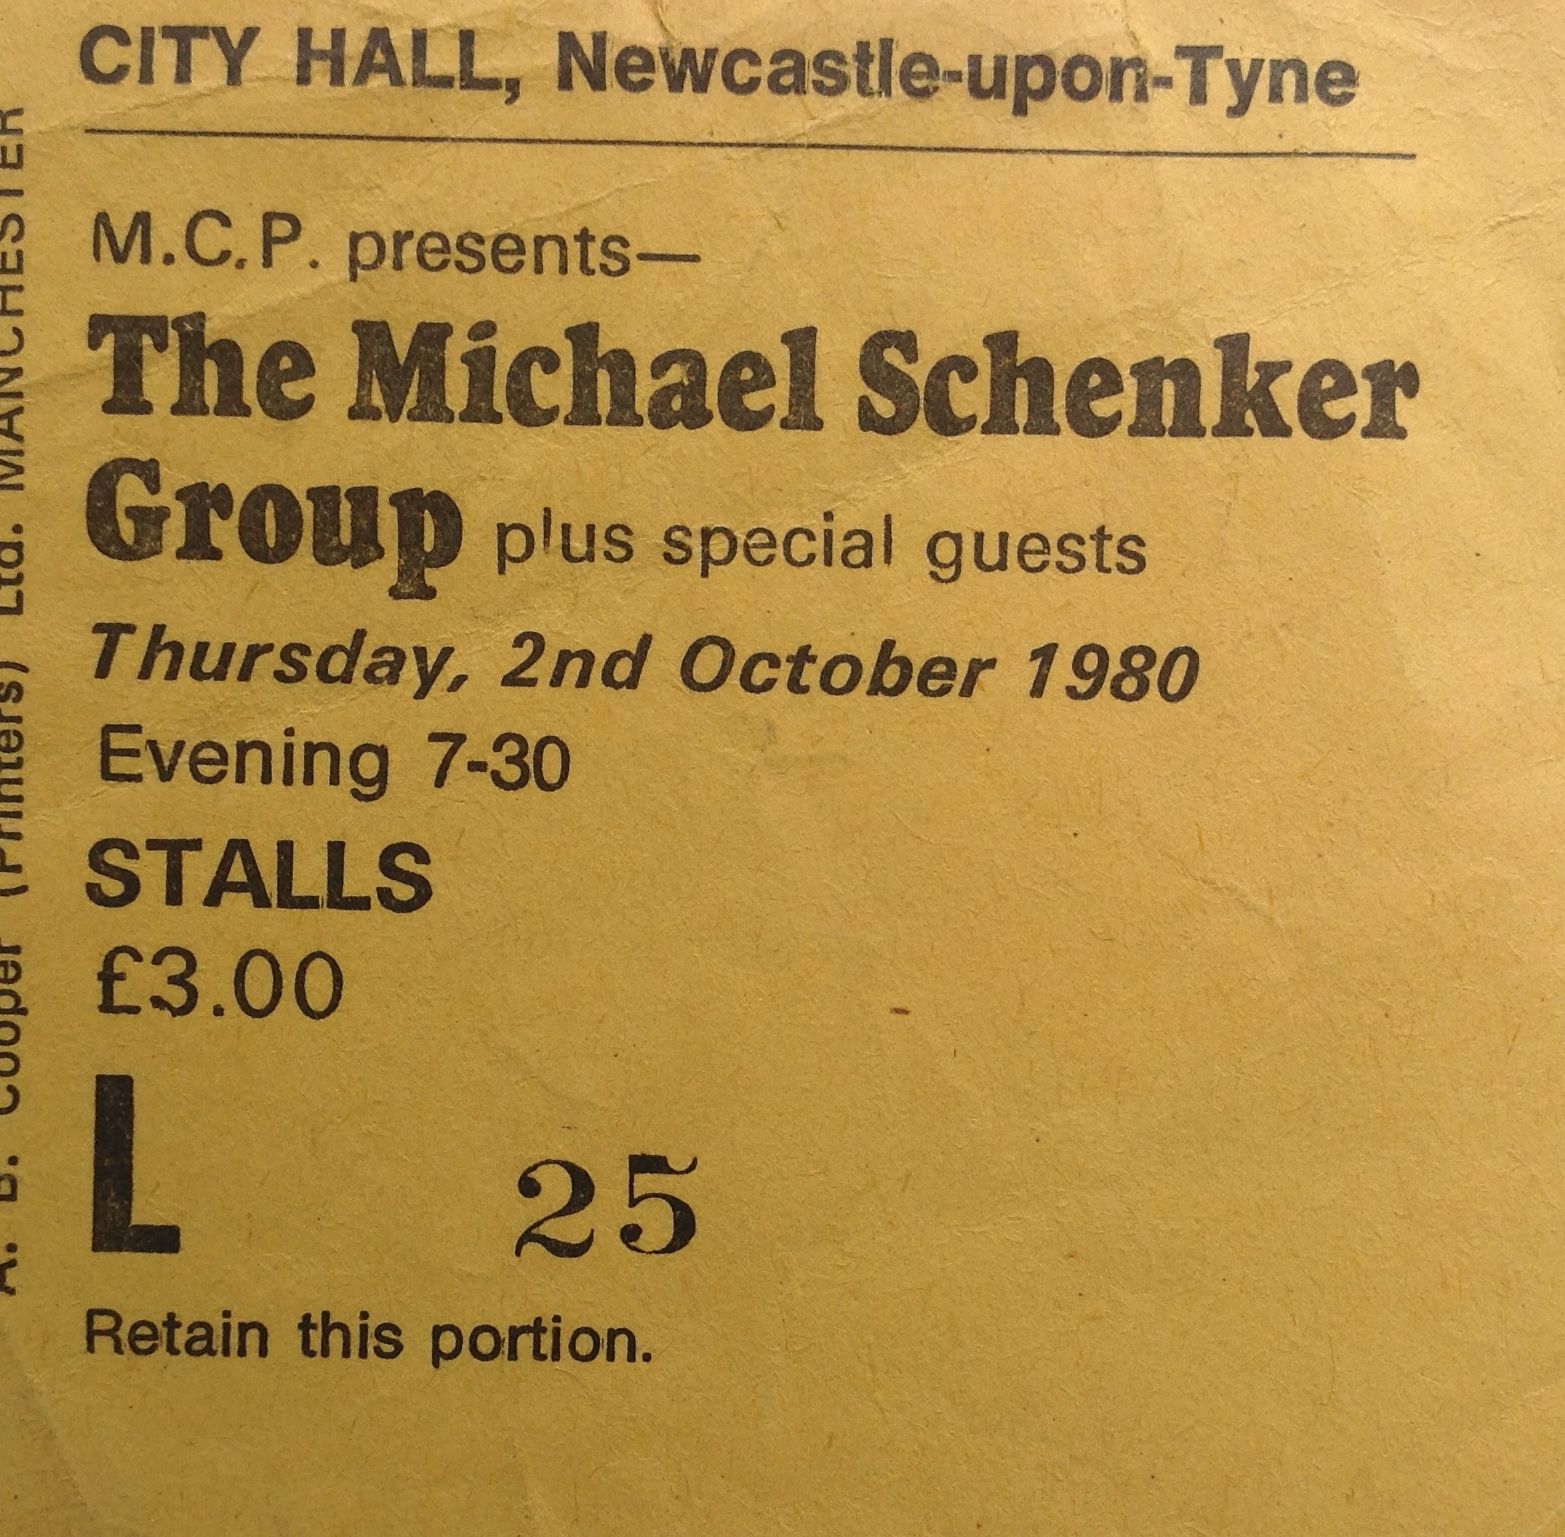 CITY HALL, Newcastle-upon-Tyne
M.C.P. presents—
The Michael Schenker
Group plus special guests
Thursday, 2nd October 1980
Evening 7-30
STALLS
£3.00
L 25
Retain this portion.
A. B. Cooper (Printers) Ltd. MANCHESTER